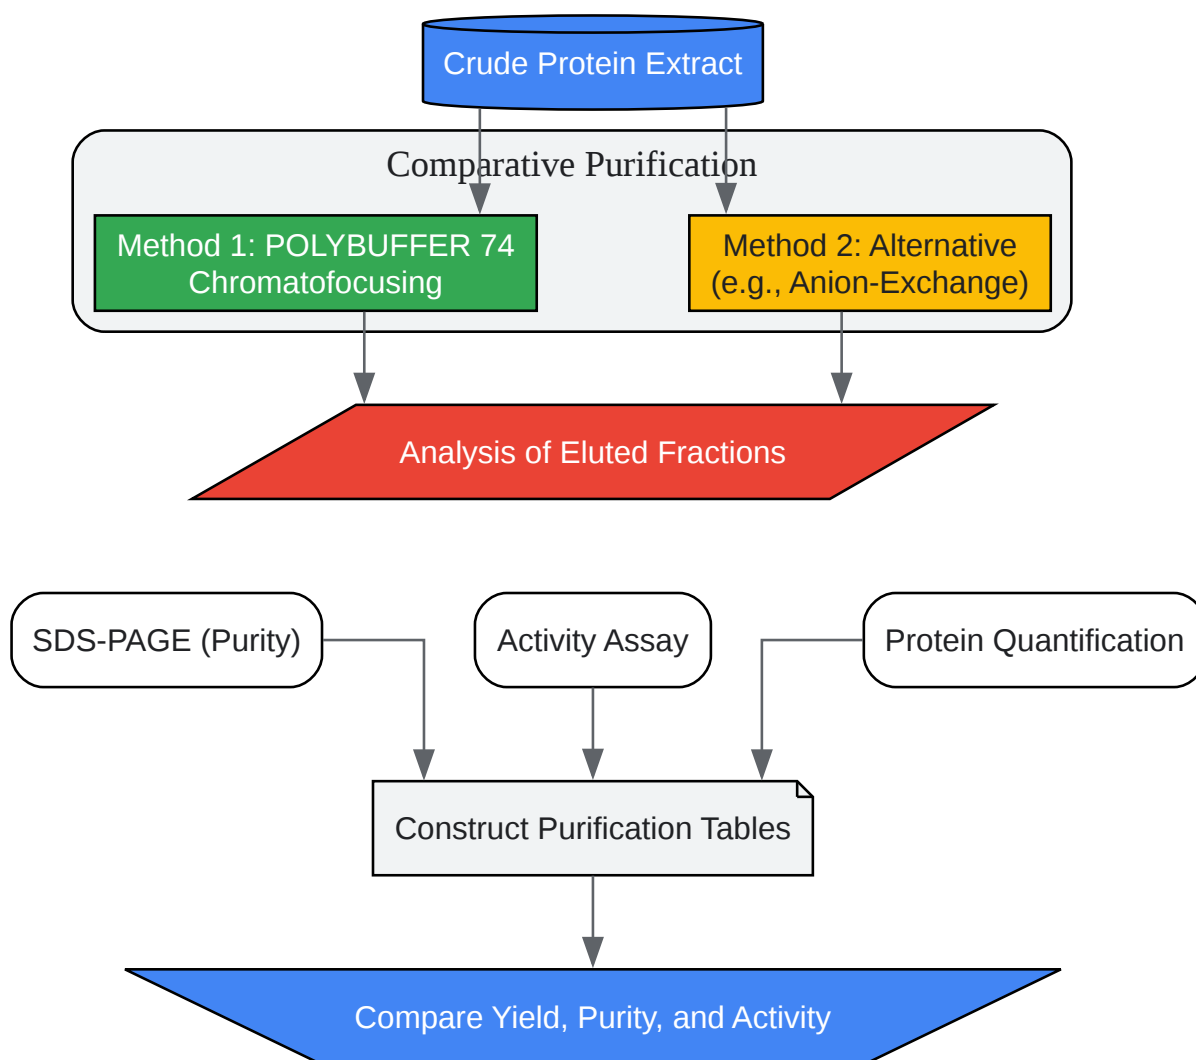 Crude Protein Extract
Comparative Purification
Method 1: POLYBUFFER 74
Chromatofocusing
Method 2: Alternative
(e.g., Anion-Exchange)
Analysis of Eluted Fractions
SDS-PAGE (Purity)
Activity Assay
Protein Quantification
Construct Purification Tables
Compare Yield, Purity, and Activity